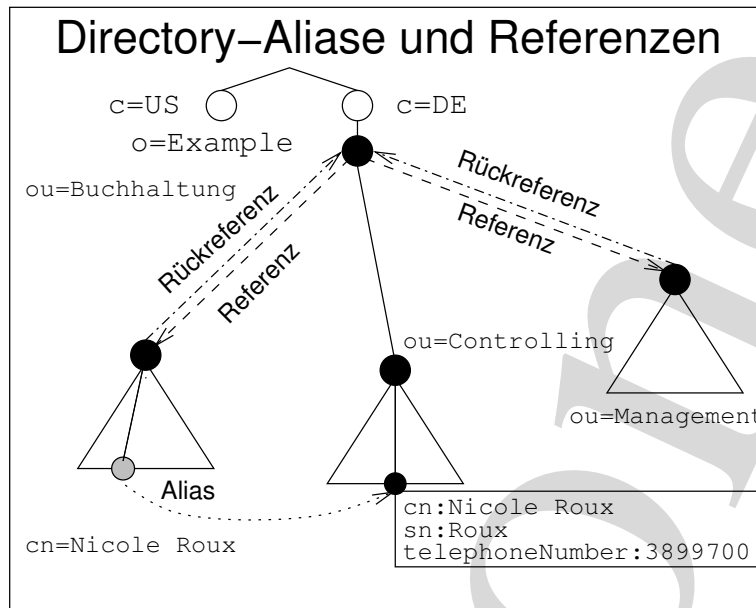 Directory–Aliase und Referenzen
c=US
c=DE
o=Example
ou=Buchhaltung
Rückreferenz
Referenz
Rückreferenz
Referenz
ou=Controlling
ou=Management
Alias
cn=Nicole Roux
cn:Nicole Roux
sn:Roux
telephoneNumber:3899700
one